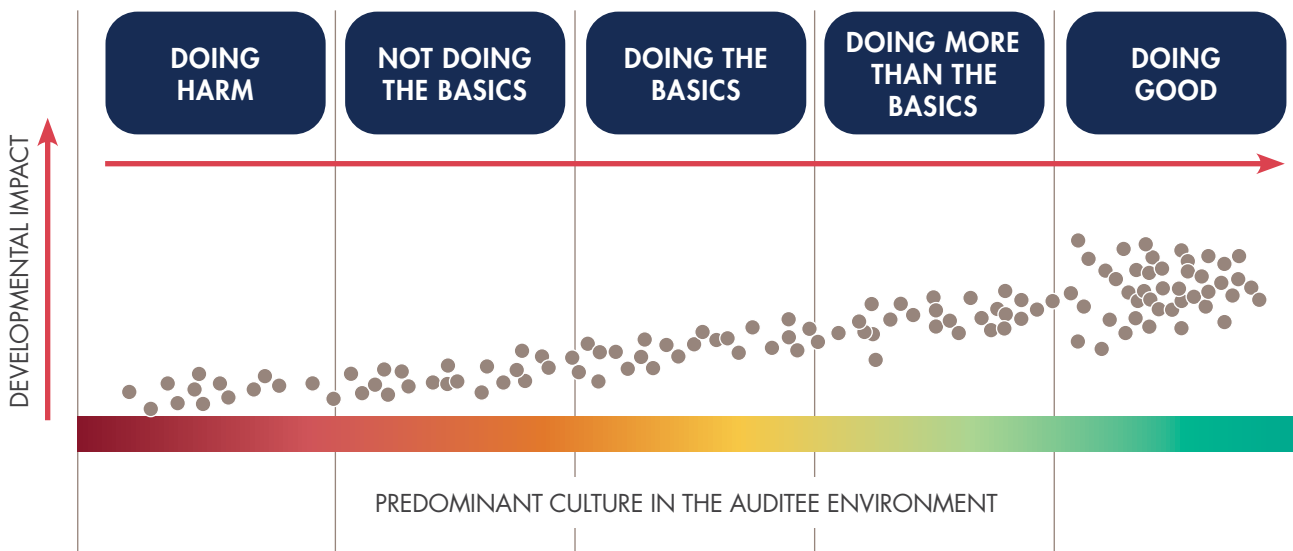 DOING
HARM
NOT DOING
THE BASICS
DOING THE
BASICS
DOING MORE
THAN THE
BASICS
DOING
GOOD
DEVELOPMENTAL IMPACT
PREDOMINANT CULTURE IN THE AUDITEE ENVIRONMENT